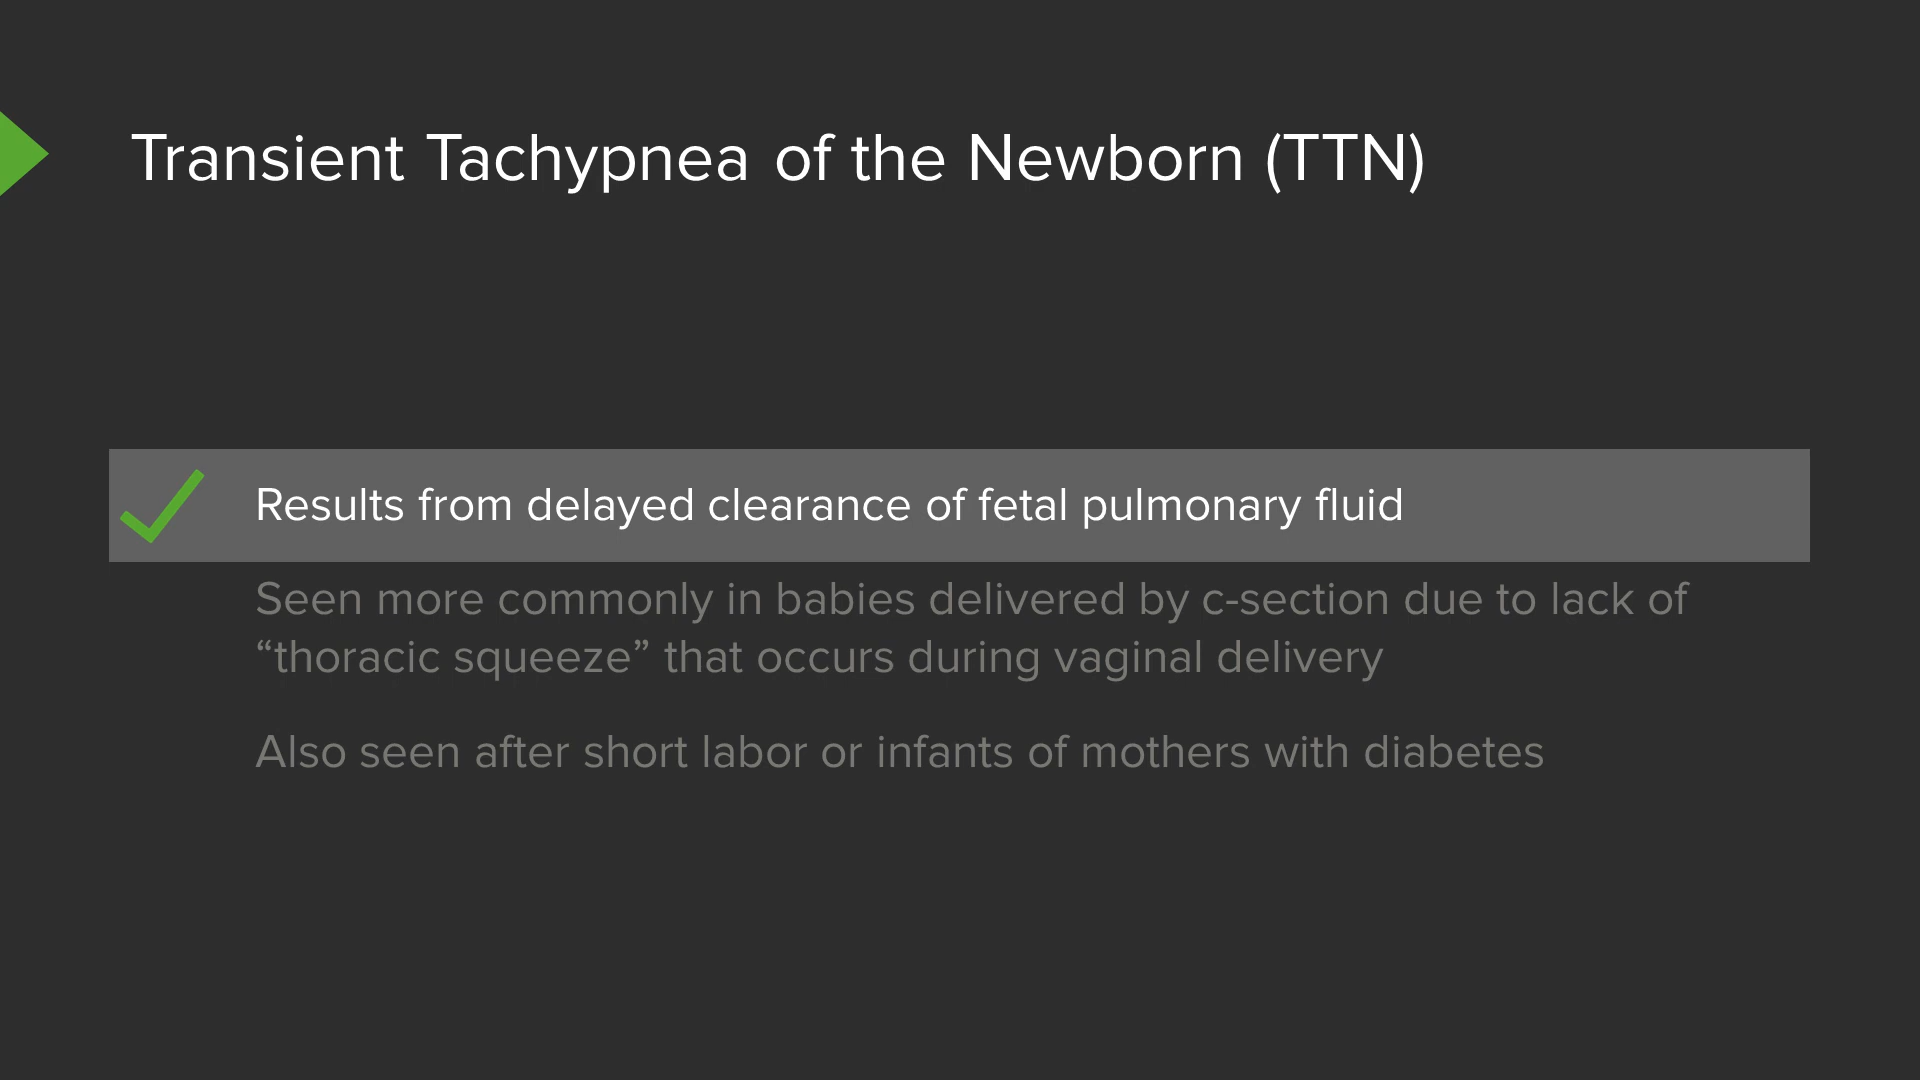 Transient Tachypnea of the Newborn (TTN)
Results from delayed clearance of fetal pulmonary fluid
Seen more commonly in babies delivered by c-section due to lack of
“thoracic squeeze” that occurs during vaginal delivery
Also seen after short labor or infants of mothers with diabetes